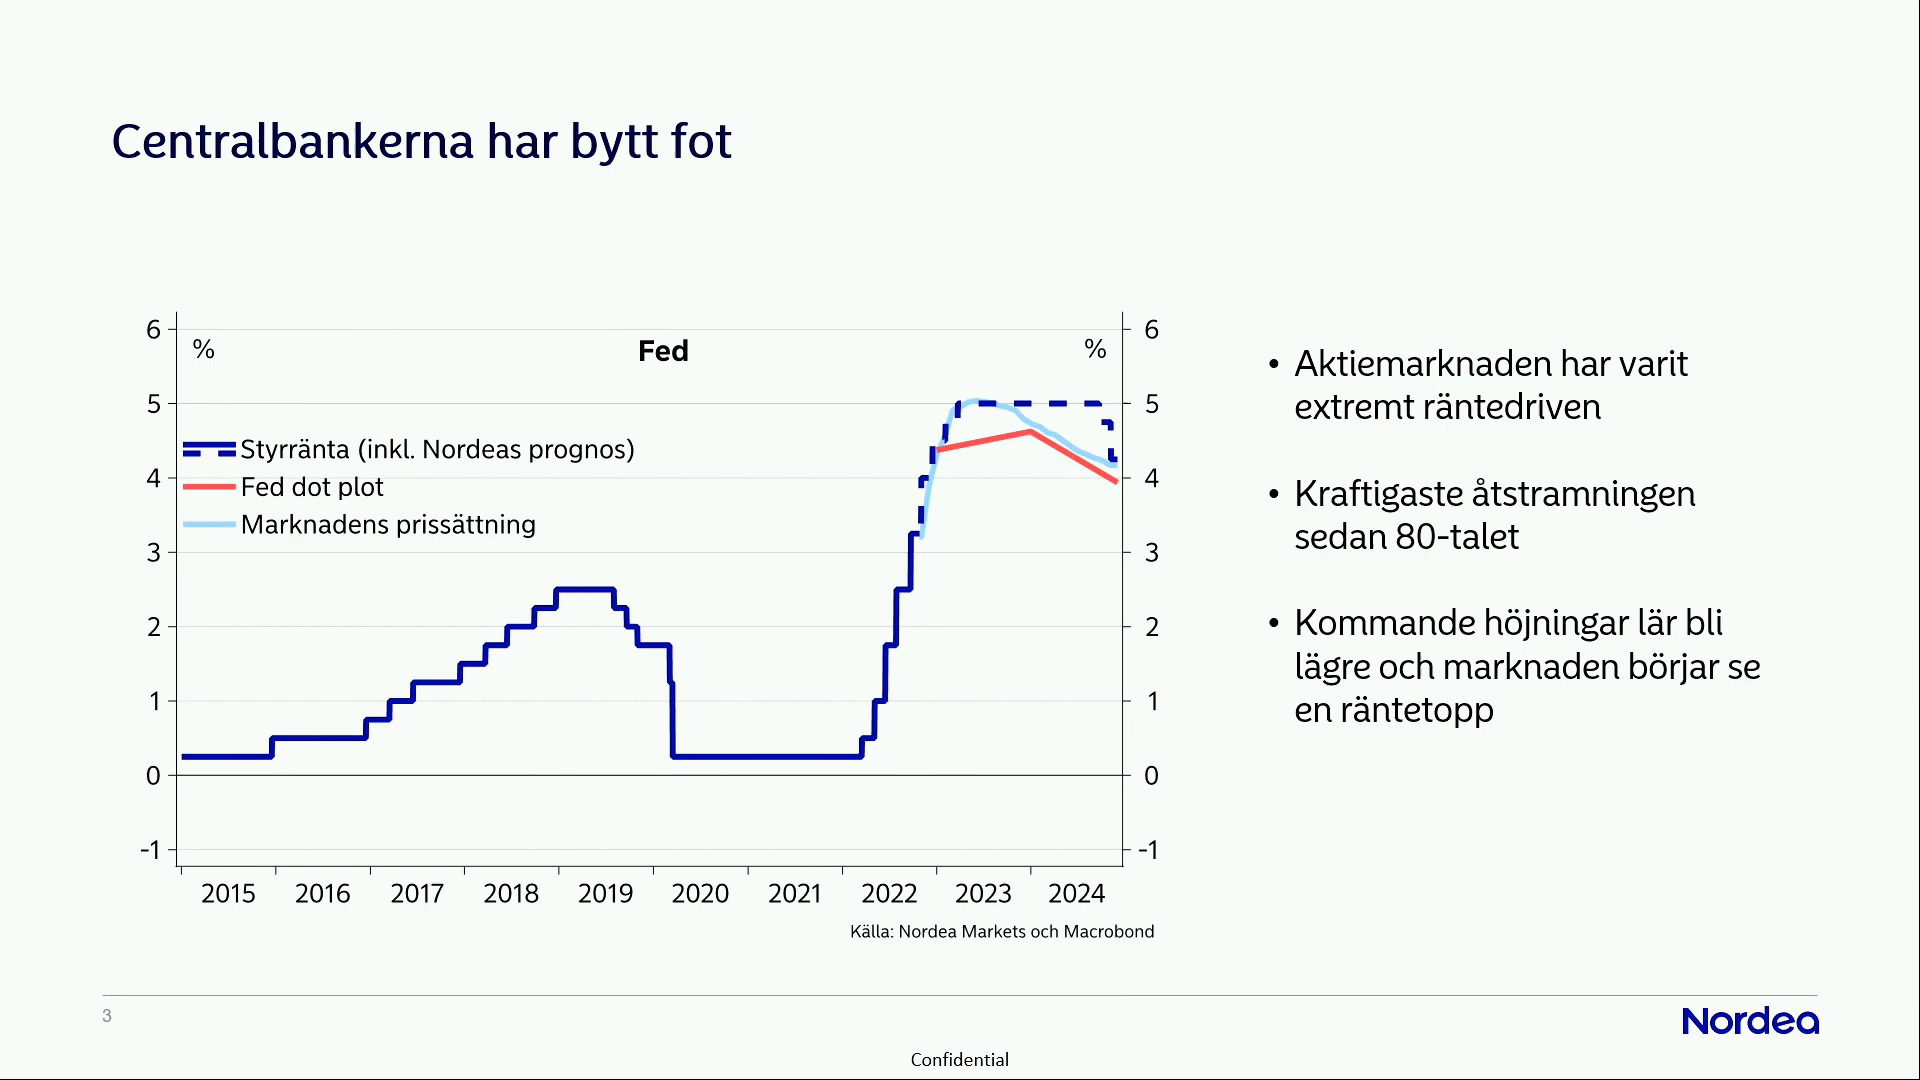 Centralbankerna har bytt fot
6
5
4
3
2
1
0
-1
%
Fed
%
Styrränta (inkl. Nordeas prognos)
Fed dot plot
Marknadens prissättning
6
5
4
3
2
1
0
-1
2015 2016 2017 2018 2019 2020 2021 2022 2023 2024
Källa: Nordea Markets och Macrobond
• Aktiemarknaden har varit
extremt räntedriven
• Kraftigaste åtstramningen
sedan 80-talet
• Kommande höjningar lär bli
lägre och marknaden börjar se
en räntetopp
3
Nordea
Confidential